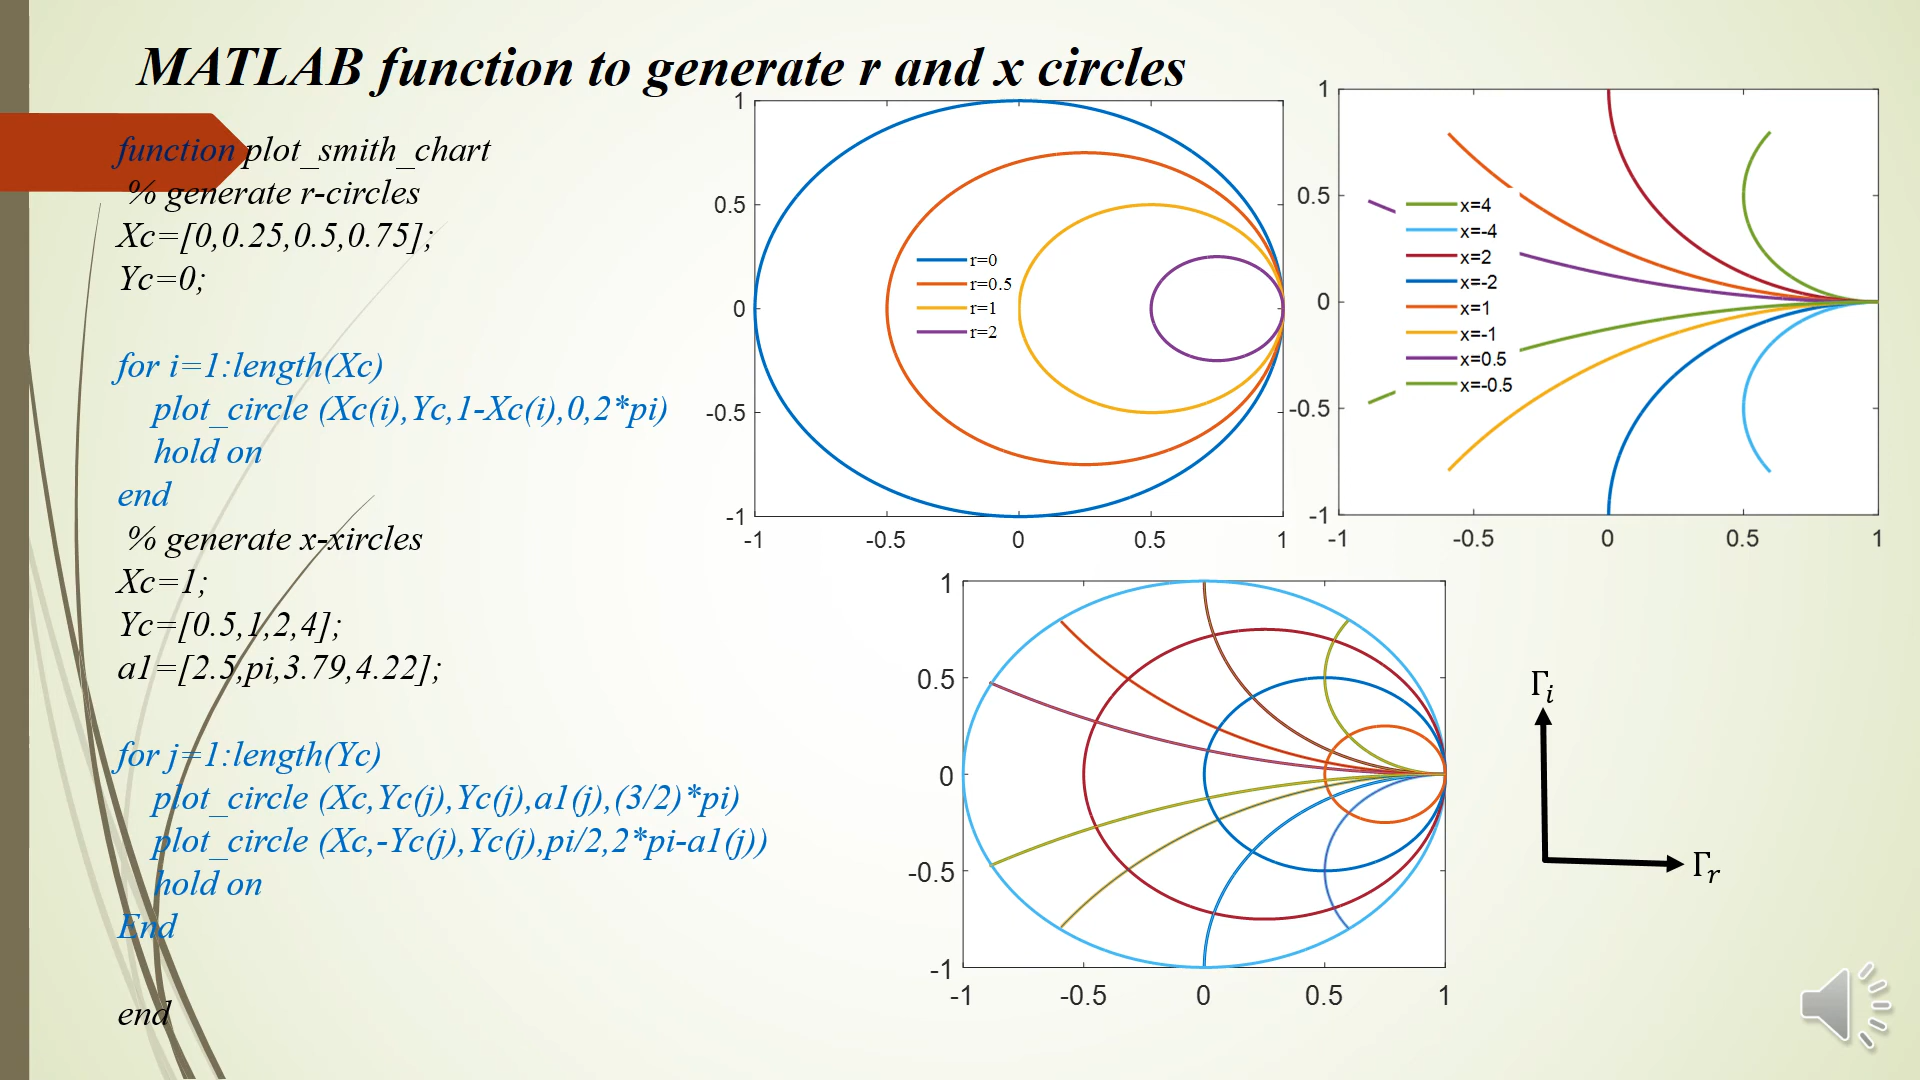 MATLAB function to generate r and x circles
function plot_smith_chart
% generate r-circles
Xc=[0,0.25,0.5,0.75];
Yc=0;
for i=1:length(Xc)
plot_circle (Xc(i),Yc,1-Xc(i),0,2*pi)
hold on
end
% generate x-xircles
Xc=1;
Yc=[0.5,1,2,4];
a1=[2.5,pi,3.79,4.22];
for j=1:length(Yc)
plot_circle (Xc,Yc(j),Yc(j),a1(j),(3/2)*pi)
plot_circle (Xc,-Yc(j),Yc(j),pi/2,2*pi-a1(j))
hold on
End
end
1
0.5
0
-0.5
-1
-1 -0.5 0 0.5 1
r=0
r=0.5
r=1
r=2
1
0.5
0
-0.5
-1
-1 -0.5 0 0.5 1
x=4
x=-4
x=2
x=-2
x=1
x=-1
x=0.5
x=-0.5
1
0.5
0
-0.5
-1
-1 -0.5 0 0.5 1
Γi
Γr